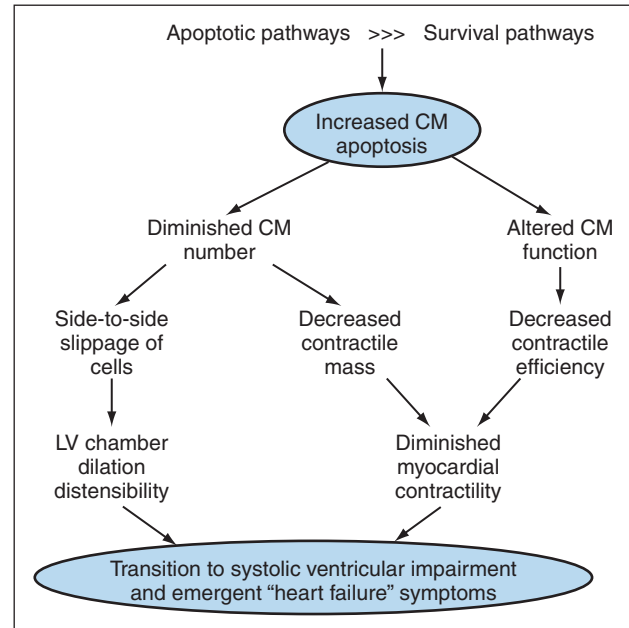 Apoptotic pathways >>> Survival pathways
Increased CM
apoptosis
Diminished CM
number
Altered CM
function
Side-to-side
slippage of
cells
Decreased
contractile
mass
Decreased
contractile
efficiency
LV chamber
dilation
distensibility
Diminished
myocardial
contractility
Transition to systolic ventricular impairment
and emergent “heart failure” symptoms